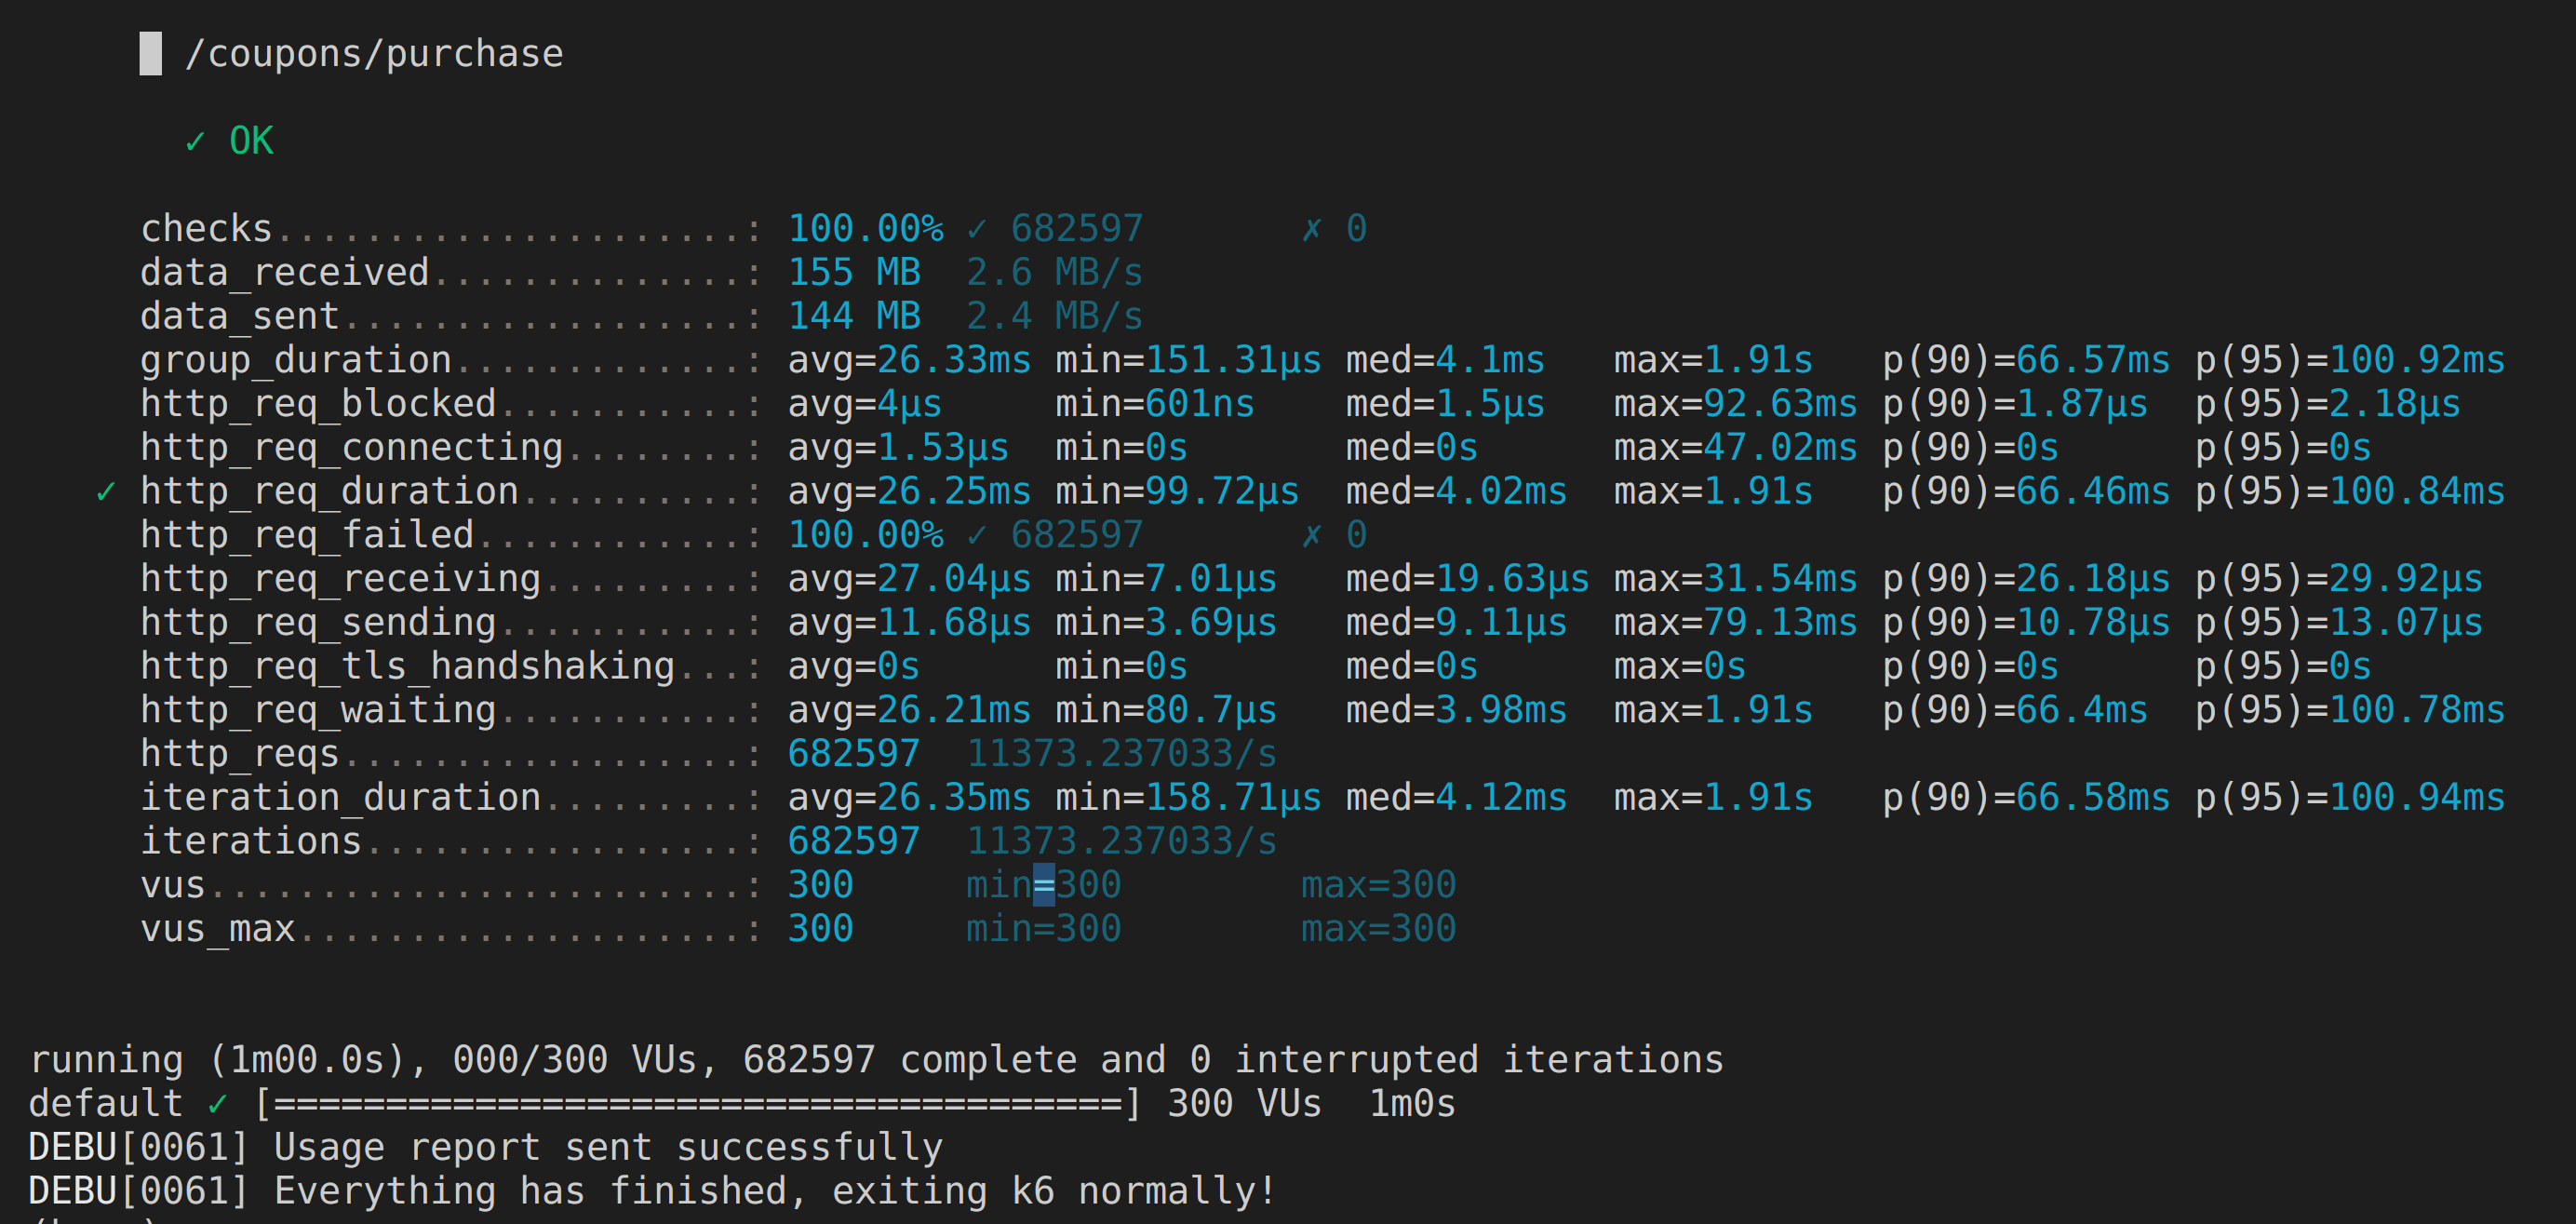 █ /coupons/purchase
✓ OK
checks.....................: 100.00% ✓ 682597       ✗ 0
data_received..............: 155 MB  2.6 MB/s
data_sent..................: 144 MB  2.4 MB/s
group_duration.............: avg=26.33ms min=151.31µs med=4.1ms   max=1.91s   p(90)=66.57ms p(95)=100.92ms
http_req_blocked...........: avg=4µs     min=601ns    med=1.5µs   max=92.63ms p(90)=1.87µs  p(95)=2.18µs
http_req_connecting........: avg=1.53µs  min=0s       med=0s      max=47.02ms p(90)=0s      p(95)=0s
✓ http_req_duration..........: avg=26.25ms min=99.72µs  med=4.02ms  max=1.91s   p(90)=66.46ms p(95)=100.84ms
http_req_failed............: 100.00% ✓ 682597       ✗ 0
http_req_receiving.........: avg=27.04µs min=7.01µs   med=19.63µs max=31.54ms p(90)=26.18µs p(95)=29.92µs
http_req_sending...........: avg=11.68µs min=3.69µs   med=9.11µs  max=79.13ms p(90)=10.78µs p(95)=13.07µs
http_req_tls_handshaking...: avg=0s      min=0s       med=0s      max=0s      p(90)=0s      p(95)=0s
http_req_waiting...........: avg=26.21ms min=80.7µs   med=3.98ms  max=1.91s   p(90)=66.4ms  p(95)=100.78ms
http_reqs..................: 682597  11373.237033/s
iteration_duration.........: avg=26.35ms min=158.71µs med=4.12ms  max=1.91s   p(90)=66.58ms p(95)=100.94ms
iterations.................: 682597  11373.237033/s
vus........................: 300     min=300        max=300
vus_max....................: 300     min=300        max=300
running (1m00.0s), 000/300 VUs, 682597 complete and 0 interrupted iterations
default ✓ [======================================] 300 VUs  1m0s
DEBU[0061] Usage report sent successfully
DEBU[0061] Everything has finished, exiting k6 normally!